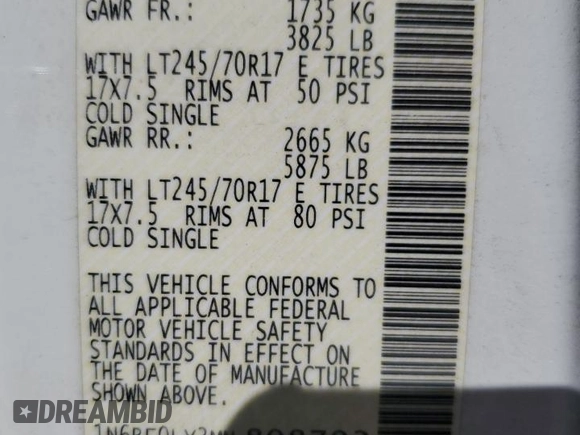 GAWR FR.: 1735 KG
3825 LB
WITH LT245/70R17 E TIRES
17X7.5 RIMS AT 50 PSI
COLD SINGLE
GAWR RR.: 2665 KG
5875 LB
WITH LT245/70R17 E TIRES
17X7.5 RIMS AT 80 PSI
COLD SINGLE
THIS VEHICLE CONFORMS TO
ALL APPLICABLE FEDERAL
MOTOR VEHICLE SAFETY
STANDARDS IN EFFECT ON
THE DATE OF MANUFACTURE
SHOWN ABOVE.
DREAMBID